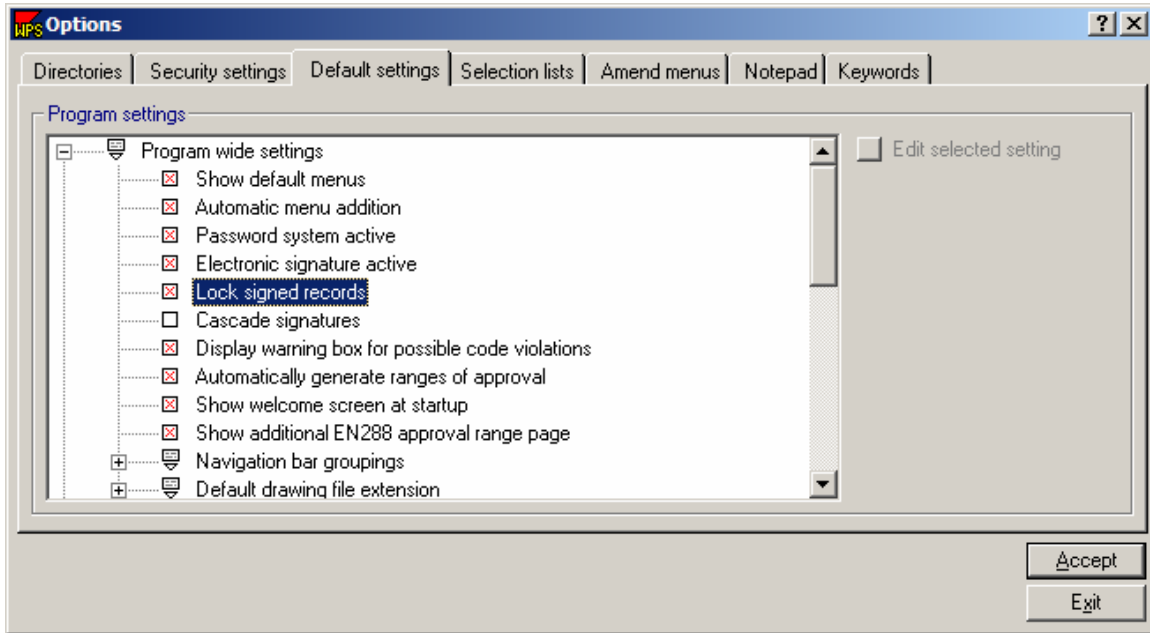 WPS Options ? X
Directories Security settings Default settings Selection lists Amend menus Notepad Keywords
Program settings
Program wide settings
Edit selected setting
Show default menus
Automatic menu addition
Password system active
Electronic signature active
Lock signed records
Cascade signatures
Display warning box for possible code violations
Automatically generate ranges of approval
Show welcome screen at startup
Show additional EN288 approval range page
Navigation bar groupings
Default drawing file extension
Accept
Exit